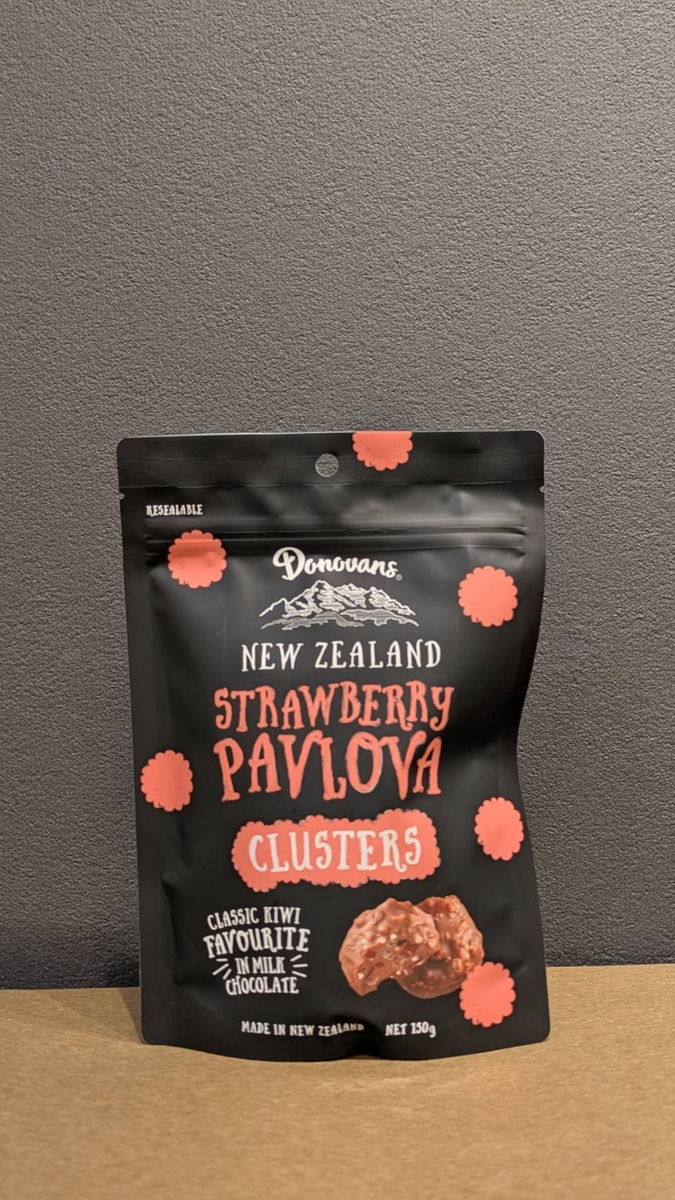 RESEALABLE
Donovans®
NEW ZEALAND
STRAWBERRY
PAVLOVA
CLUSTERS
CLASSIC KIWI
FAVOURITE
IN MILK
CHOCOLATE
MADE IN NEW ZEALAND NET 150g